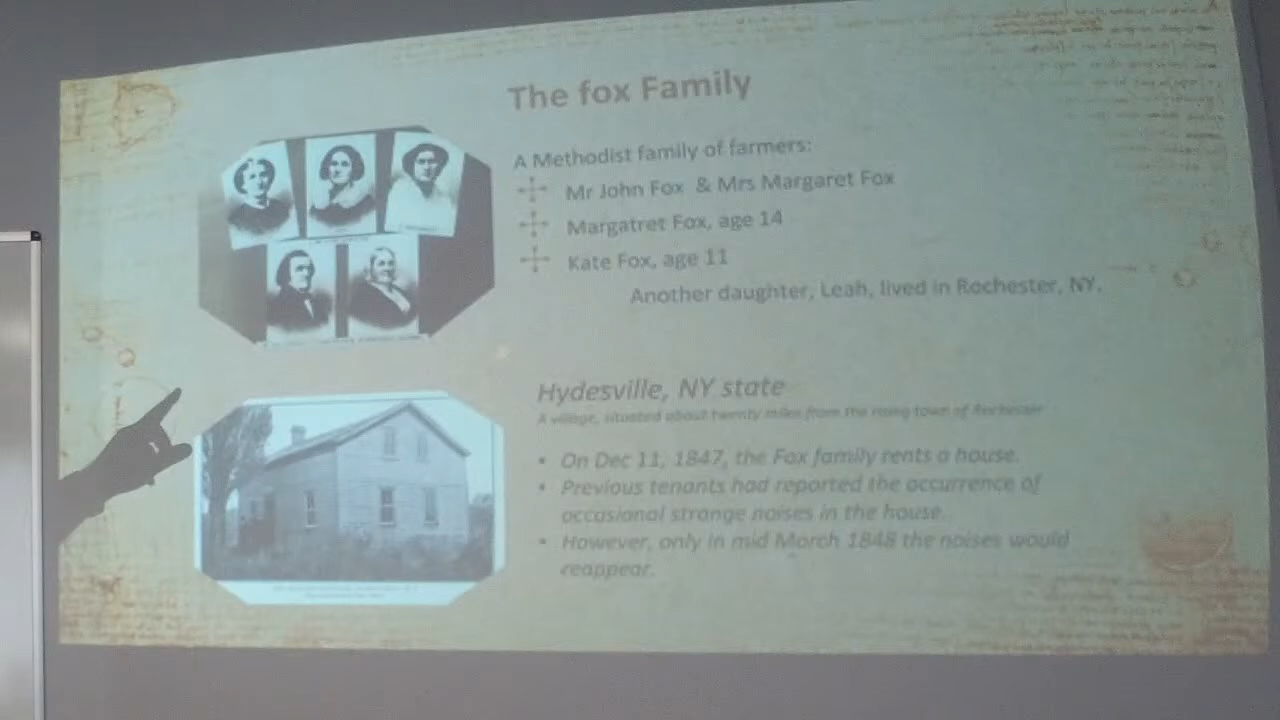 The fox Family
A Methodist family of farmers:
Mr John Fox & Mrs Margaret Fox
Margatret Fox, age 14
Kate Fox, age 11
Another daughter, Leah, lived in Rochester, NY.
Hydesville, NY state
A village, situated about twenty miles from the rising town of Rochester
• On Dec 11, 1847, the Fox family rents a house.
• Previous tenants had reported the occurrence of
occasional strange noises in the house.
• However, only in mid March 1848 the noises would
reappear.